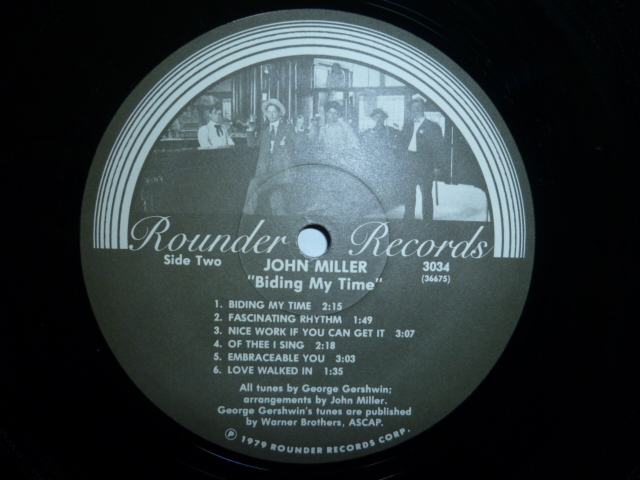 Rounder Records
Side Two
JOHN MILLER
3034
"Biding My Time"
(36675)
1. BIDING MY TIME 2:15
2. FASCINATING RHYTHM 1:49
3. NICE WORK IF YOU CAN GET IT 3:07
4. OF THEE I SING 2:18
5. EMBRACEABLE YOU 3:03
6. LOVE WALKED IN 1:35
All tunes by George Gershwin;
arrangements by John Miller.
George Gershwin's tunes are published
by Warner Brothers, ASCAP.
℗ 1979 ROUNDER RECORDS CORP.